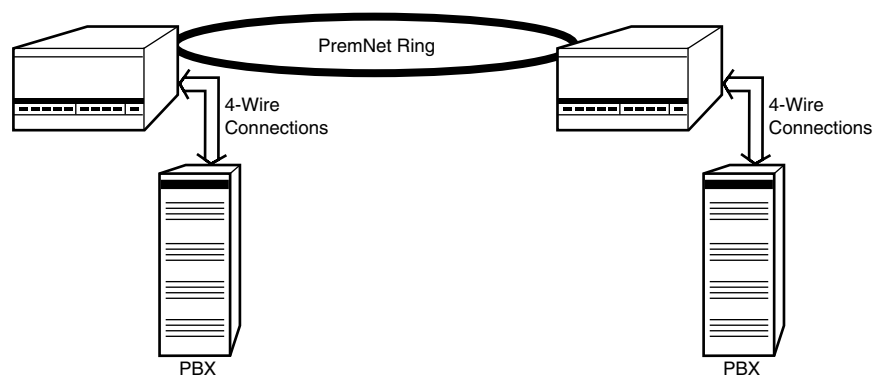 PremNet Ring
4-Wire
Connections
4-Wire
Connections
PBX
PBX